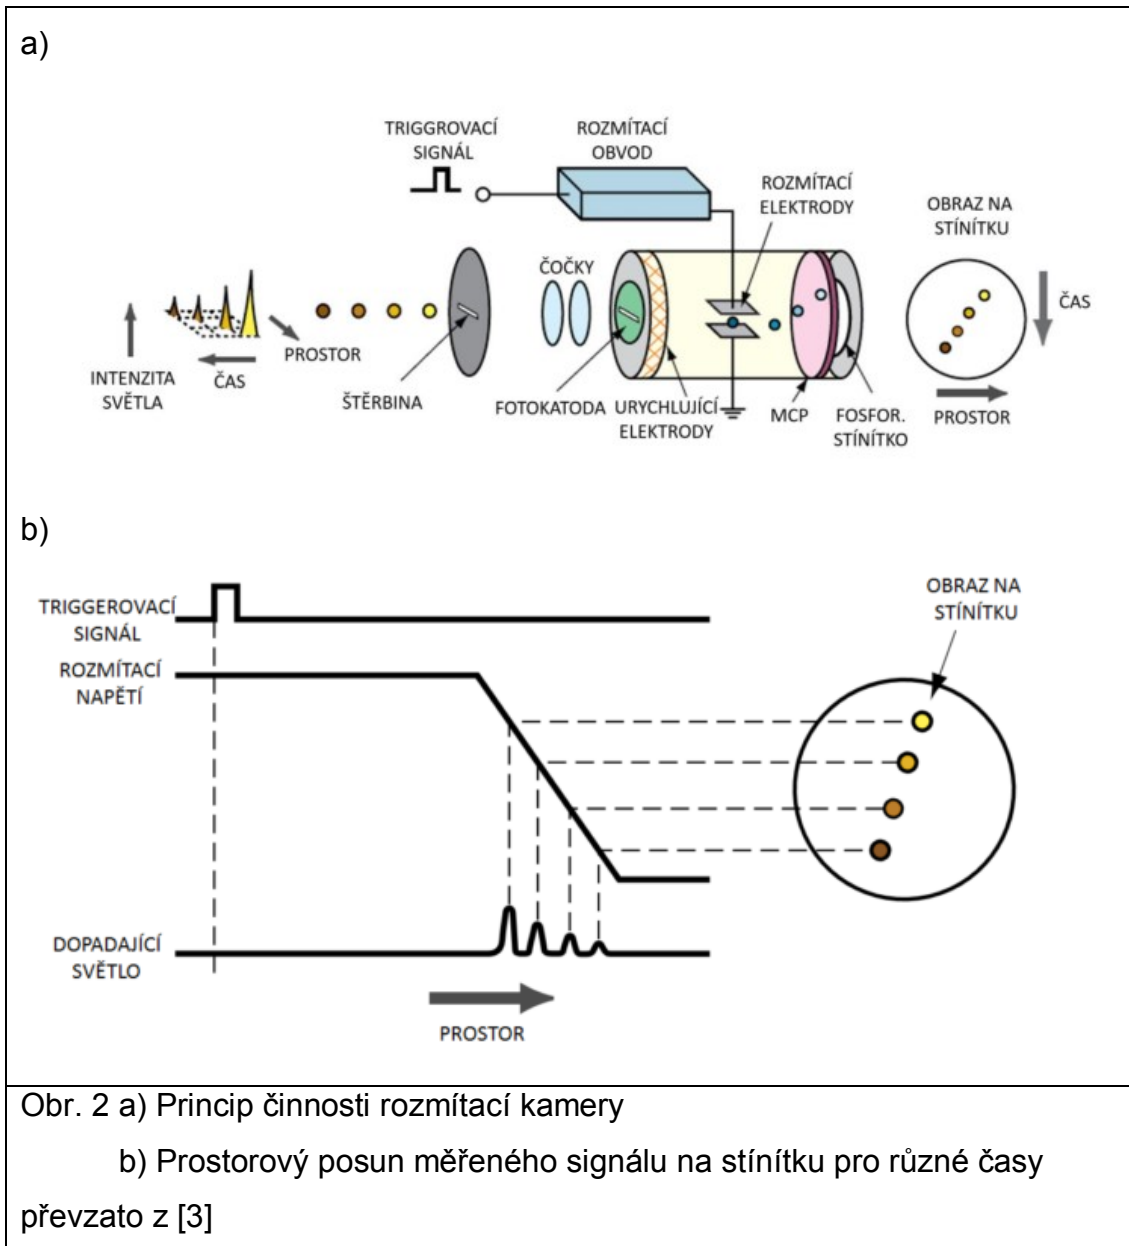 a)
TRIGGROVACÍ
SIGNÁL
ROZMÍTACÍ
OBVOD
ROZMÍTACÍ
ELEKTRODY
OBRAZ NA
STÍNÍTKU
ČOČKY
ČAS
PROSTOR
ČAS
INTENZITA
SVĚTLA
ŠTĚRBINA
FOTOKATODA
URYCHLUJÍCÍ
ELEKTRODY
MCP
FOSFOR.
STÍNÍTKO
PROSTOR
b)
TRIGGEROVACÍ
SIGNÁL
OBRAZ NA
STÍNÍTKU
ROZMÍTACÍ
NAPĚTÍ
DOPADAJÍCÍ
SVĚTLO
PROSTOR
Obr. 2 a) Princip činnosti rozmítací kamery
b) Prostorový posun měřeného signálu na stínítku pro různé časy
převzato z [3]